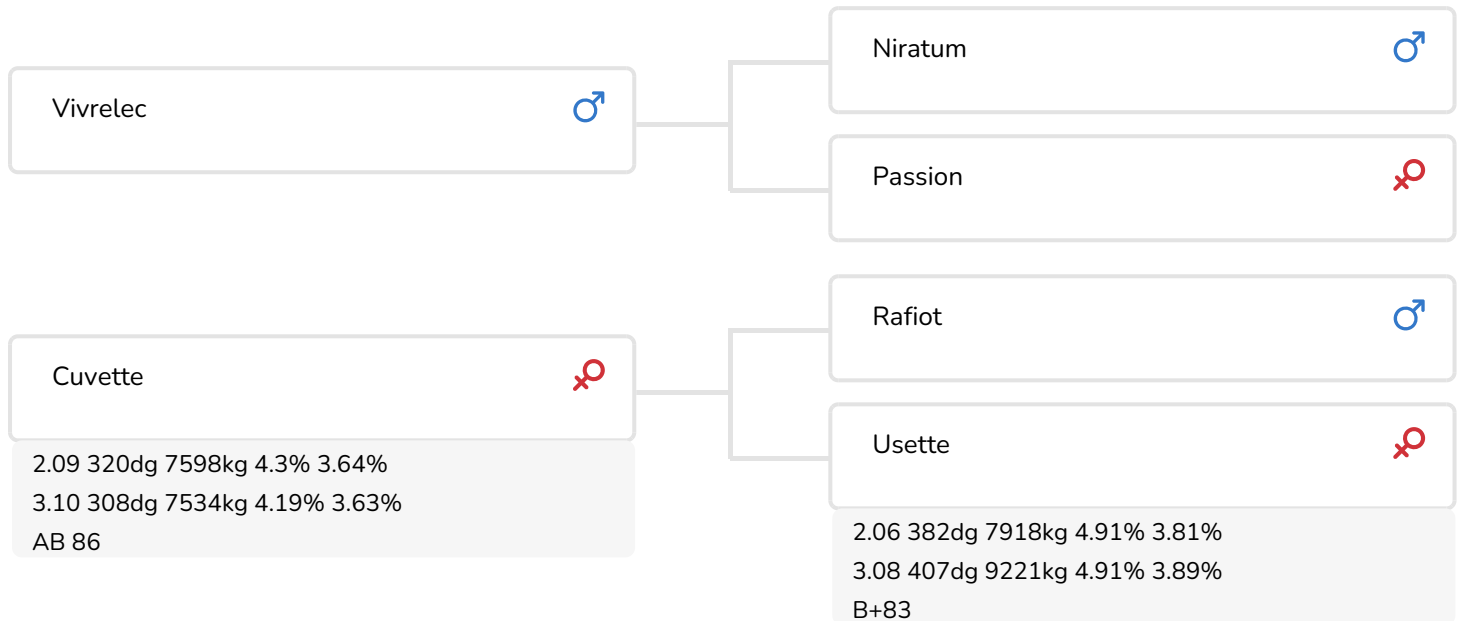 Vivrelec
Niratum
Passion
Cuvette
2.09 320dg 7598kg 4.3% 3.64%
3.10 308dg 7534kg 4.19% 3.63%
AB 86
Rafiot
Usette
2.06 382dg 7918kg 4.91% 3.81%
3.08 407dg 9221kg 4.91% 3.89%
B+83